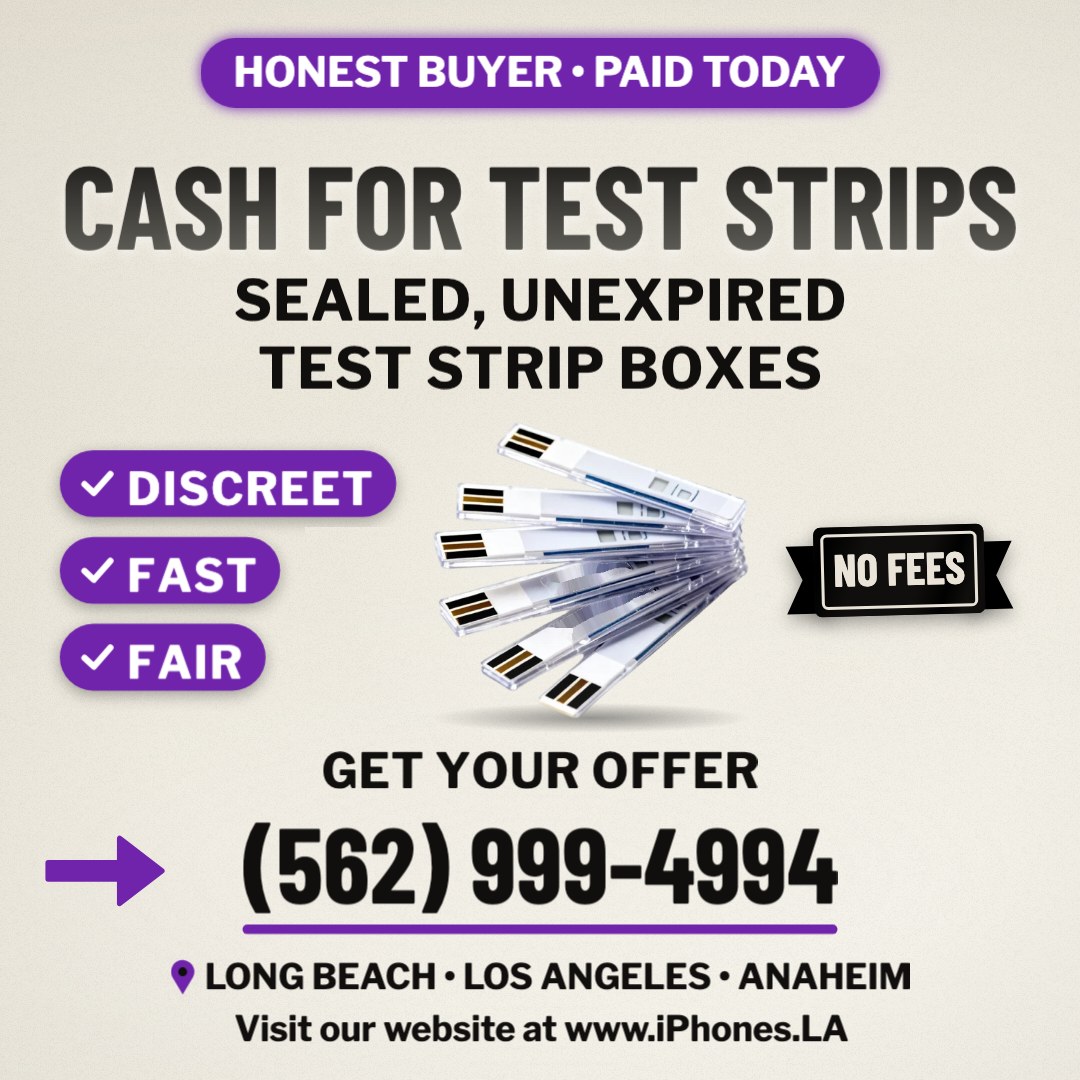 HONEST BUYER • PAID TODAY
CASH FOR TEST STRIPS
SEALED, UNEXPIRED
TEST STRIP BOXES
DISCREET
FAST
FAIR
NO FEES
GET YOUR OFFER
(562) 999-4994
LONG BEACH • LOS ANGELES • ANAHEIM
Visit our website at www.iPhones.LA